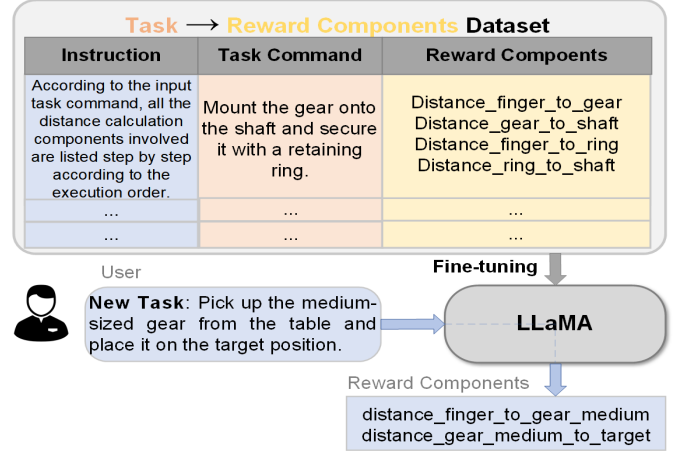 Task → Reward Components Dataset
Instruction Task Command Reward Compoents
According to the input
task command, all the
distance calculation
components involved
are listed step by step
according to the
execution order.
Mount the gear onto
the shaft and secure
it with a retaining
ring.
Distance_finger_to_gear
Distance_gear_to_shaft
Distance_finger_to_ring
Distance_ring_to_shaft
... ... ...
... ... ...
Fine-tuning
User
New Task: Pick up the medium-
sized gear from the table and
place it on the target position.
LLaMA
Reward Components
distance_finger_to_gear_medium
distance_gear_medium_to_target